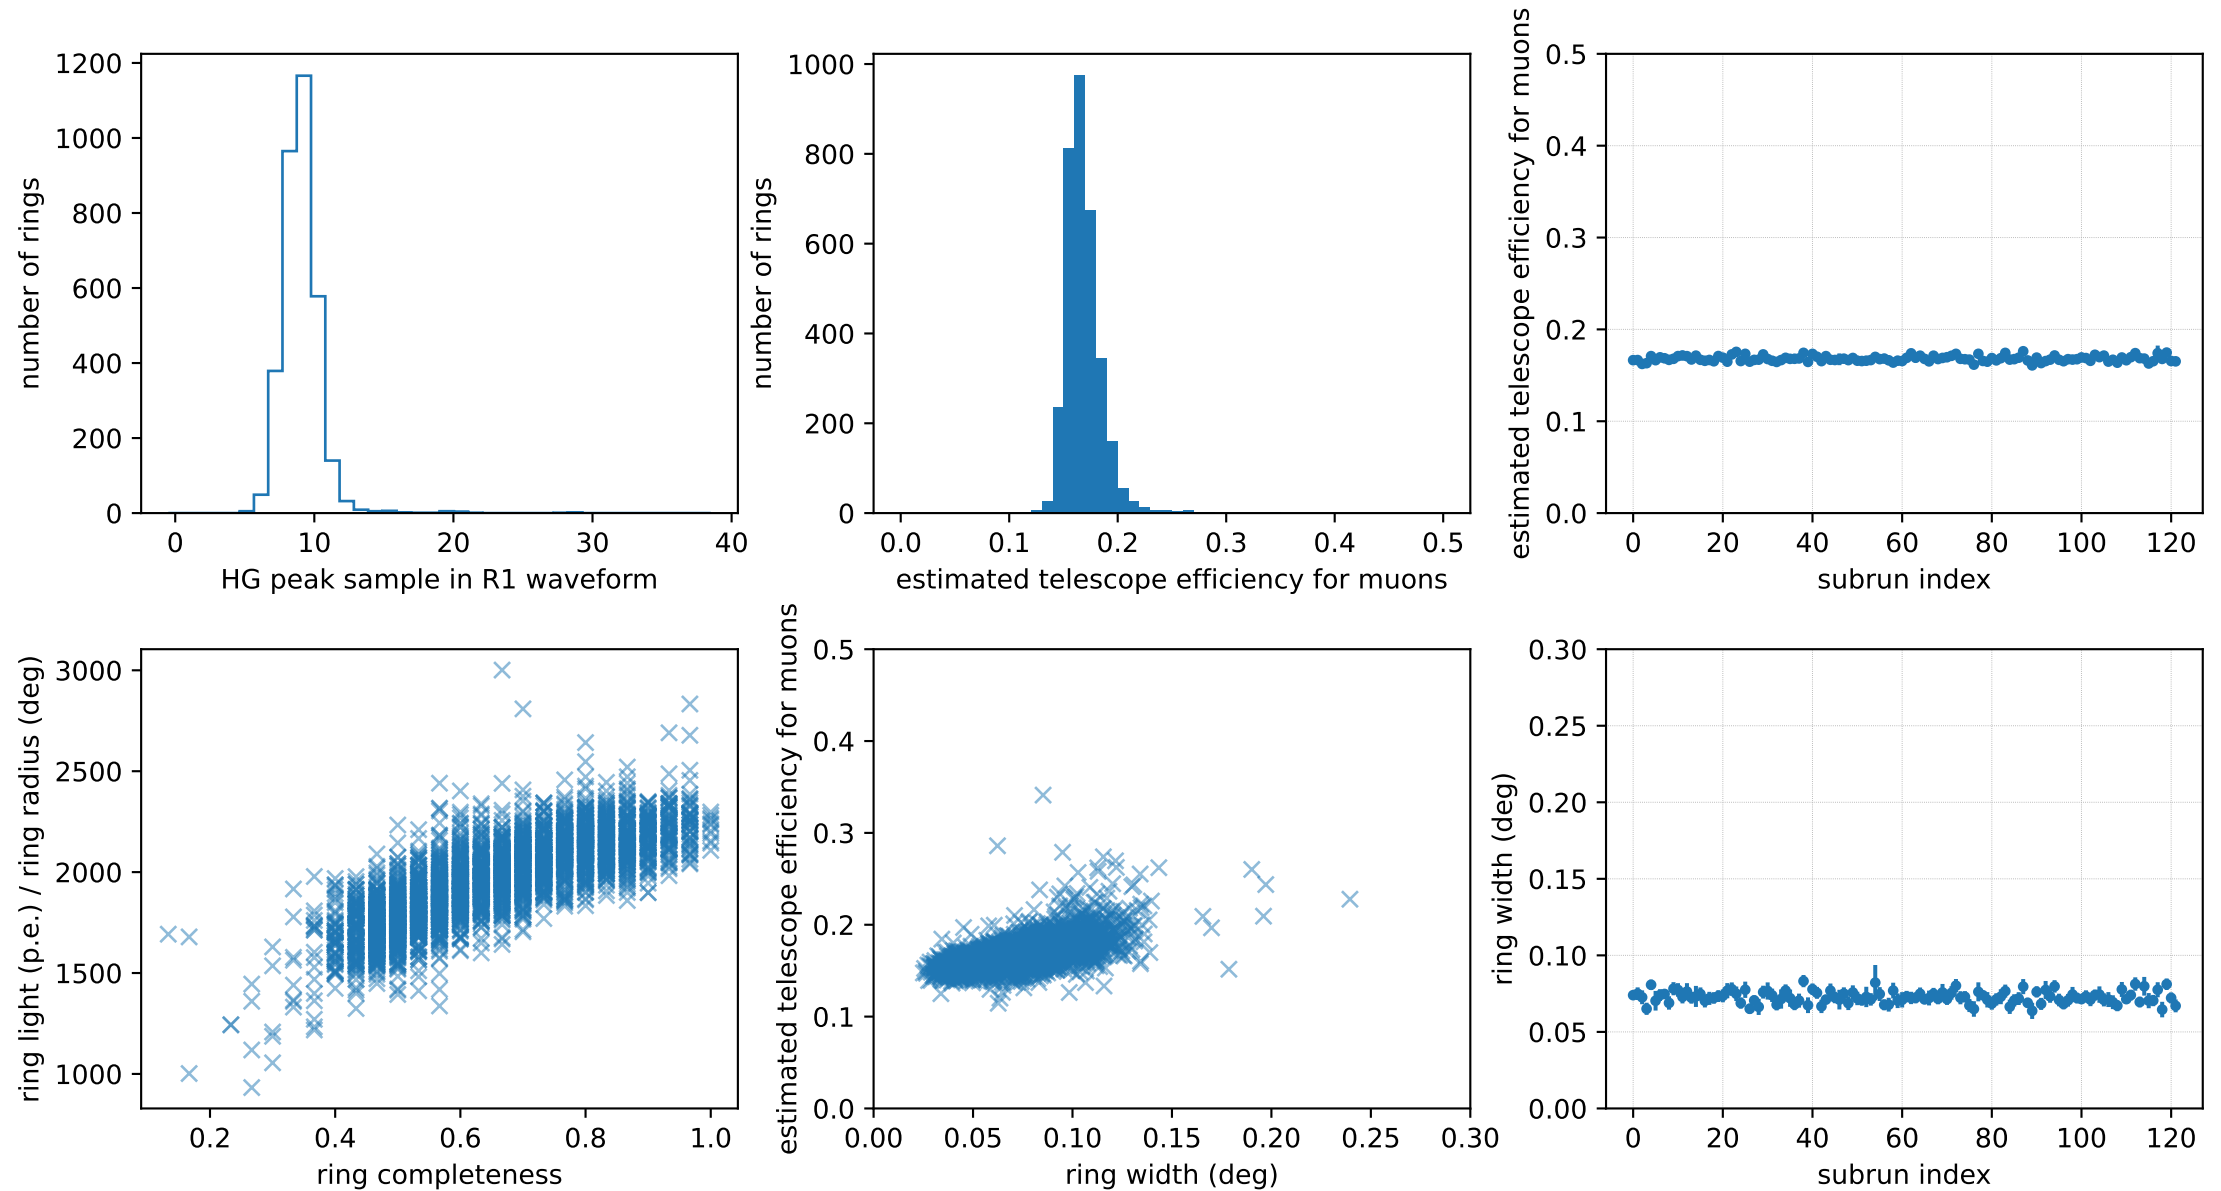 1200
1000
800
600
400
200
0
number of rings
0 10 20 30 40
HG peak sample in R1 waveform
1000
800
600
400
200
0
number of rings
0.0 0.1 0.2 0.3 0.4 0.5
estimated telescope efficiency for muons
0.5
0.4
0.3
0.2
0.1
0.0
estimated telescope efficiency for muons
0 20 40 60 80 100 120
subrun index
3000
2500
2000
1500
1000
ring light (p.e.) / ring radius (deg)
0.2 0.4 0.6 0.8 1.0
ring completeness
0.5
0.4
0.3
0.2
0.1
0.0
estimated telescope efficiency for muons
0.00 0.05 0.10 0.15 0.20 0.25 0.30
ring width (deg)
0.30
0.25
0.20
0.15
0.10
0.05
0.00
ring width (deg)
0 20 40 60 80 100 120
subrun index